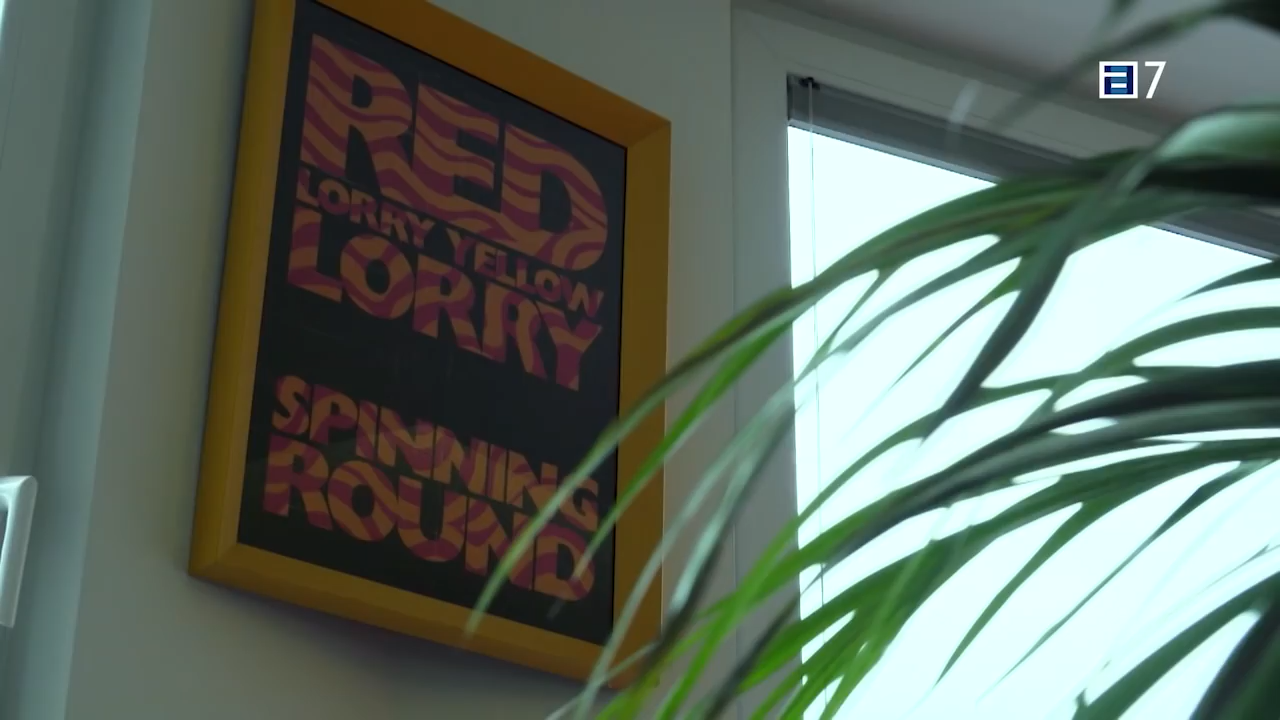 RED
LORRY YELLOW
LORRY
SPINNING
ROUND
7